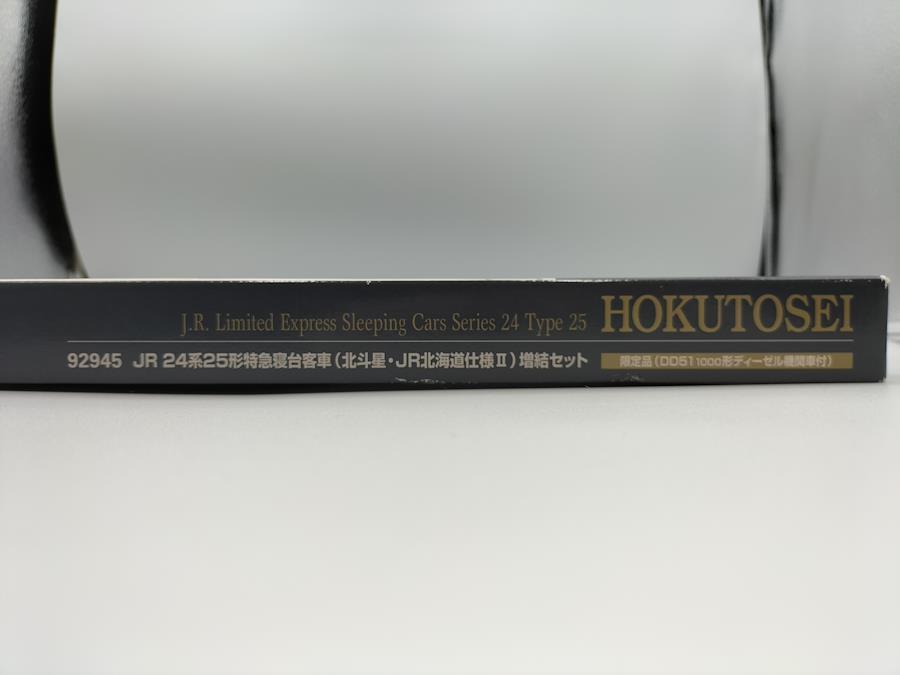 J.R. Limited Express Sleeping Cars Series 24 Type 25 HOKUTOSEI
92945 JR 24系25形特急寝台客車(北斗星・JR北海道仕様Ⅱ)増結セット 限定品(DD51 1000形ディーゼル機関車付)